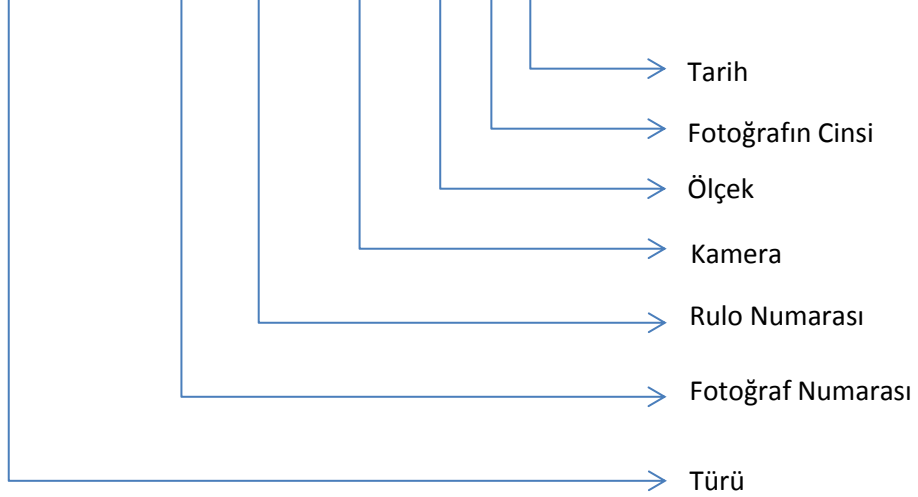 Tarih
Fotoğrafın Cinsi
Ölçek
Kamera
Rulo Numarası
Fotoğraf Numarası
Türü